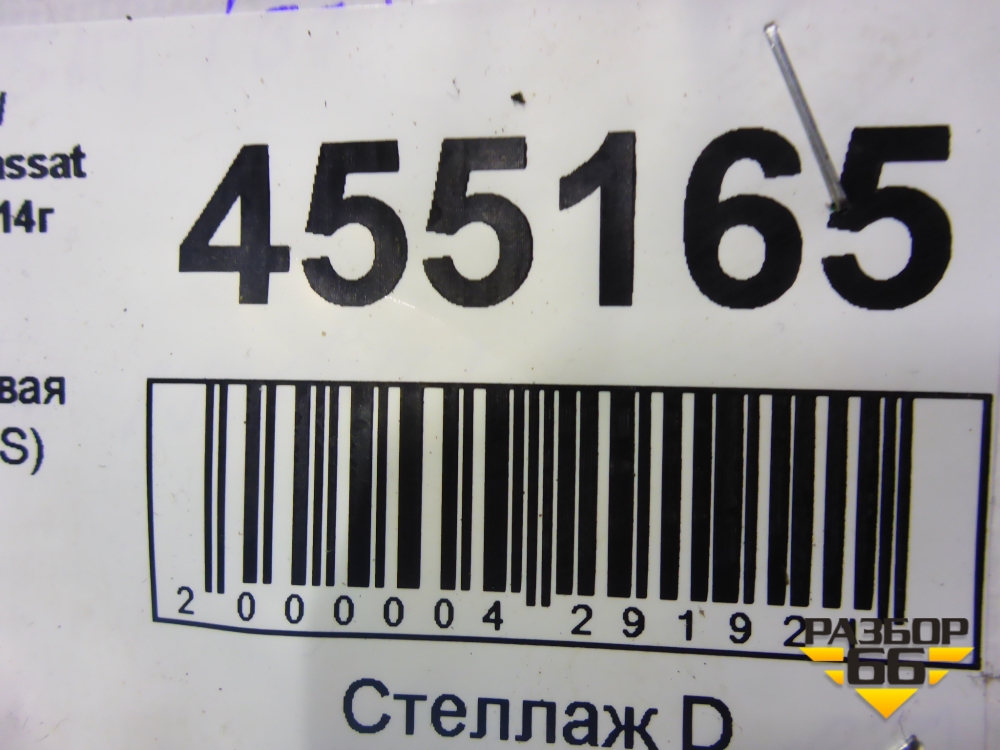 assat
14г
455165
вая
S)
2 000004 29192
РАЗБОР
66
Стеллаж D